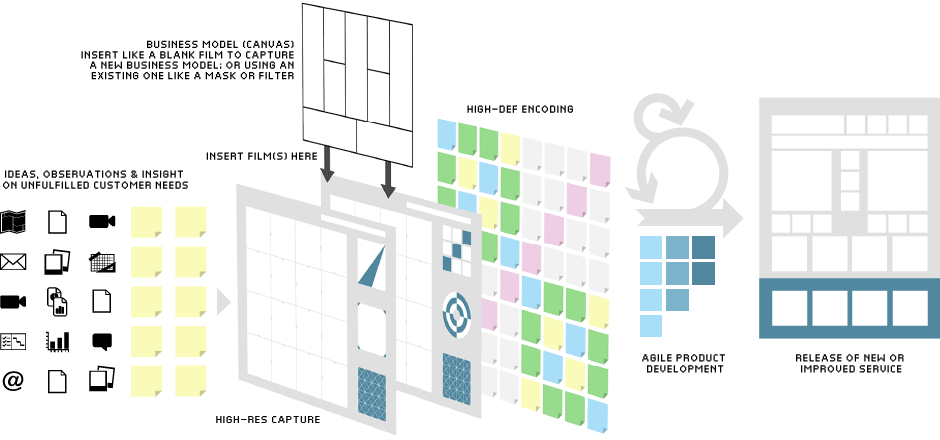 BUSINESS MODEL (CANVAS)
INSERT LIKE A BLANK FILM TO CAPTURE
A NEW BUSINESS MODEL; OR USING AN
EXISTING ONE LIKE A MASK OR FILTER
HIGH-DEF ENCODING
INSERT FILM(S) HERE
IDEAS, OBSERVATIONS & INSIGHT
ON UNFULFILLED CUSTOMER NEEDS
@
HIGH-RES CAPTURE
AGILE PRODUCT
DEVELOPMENT
RELEASE OF NEW OR
IMPROVED SERVICE